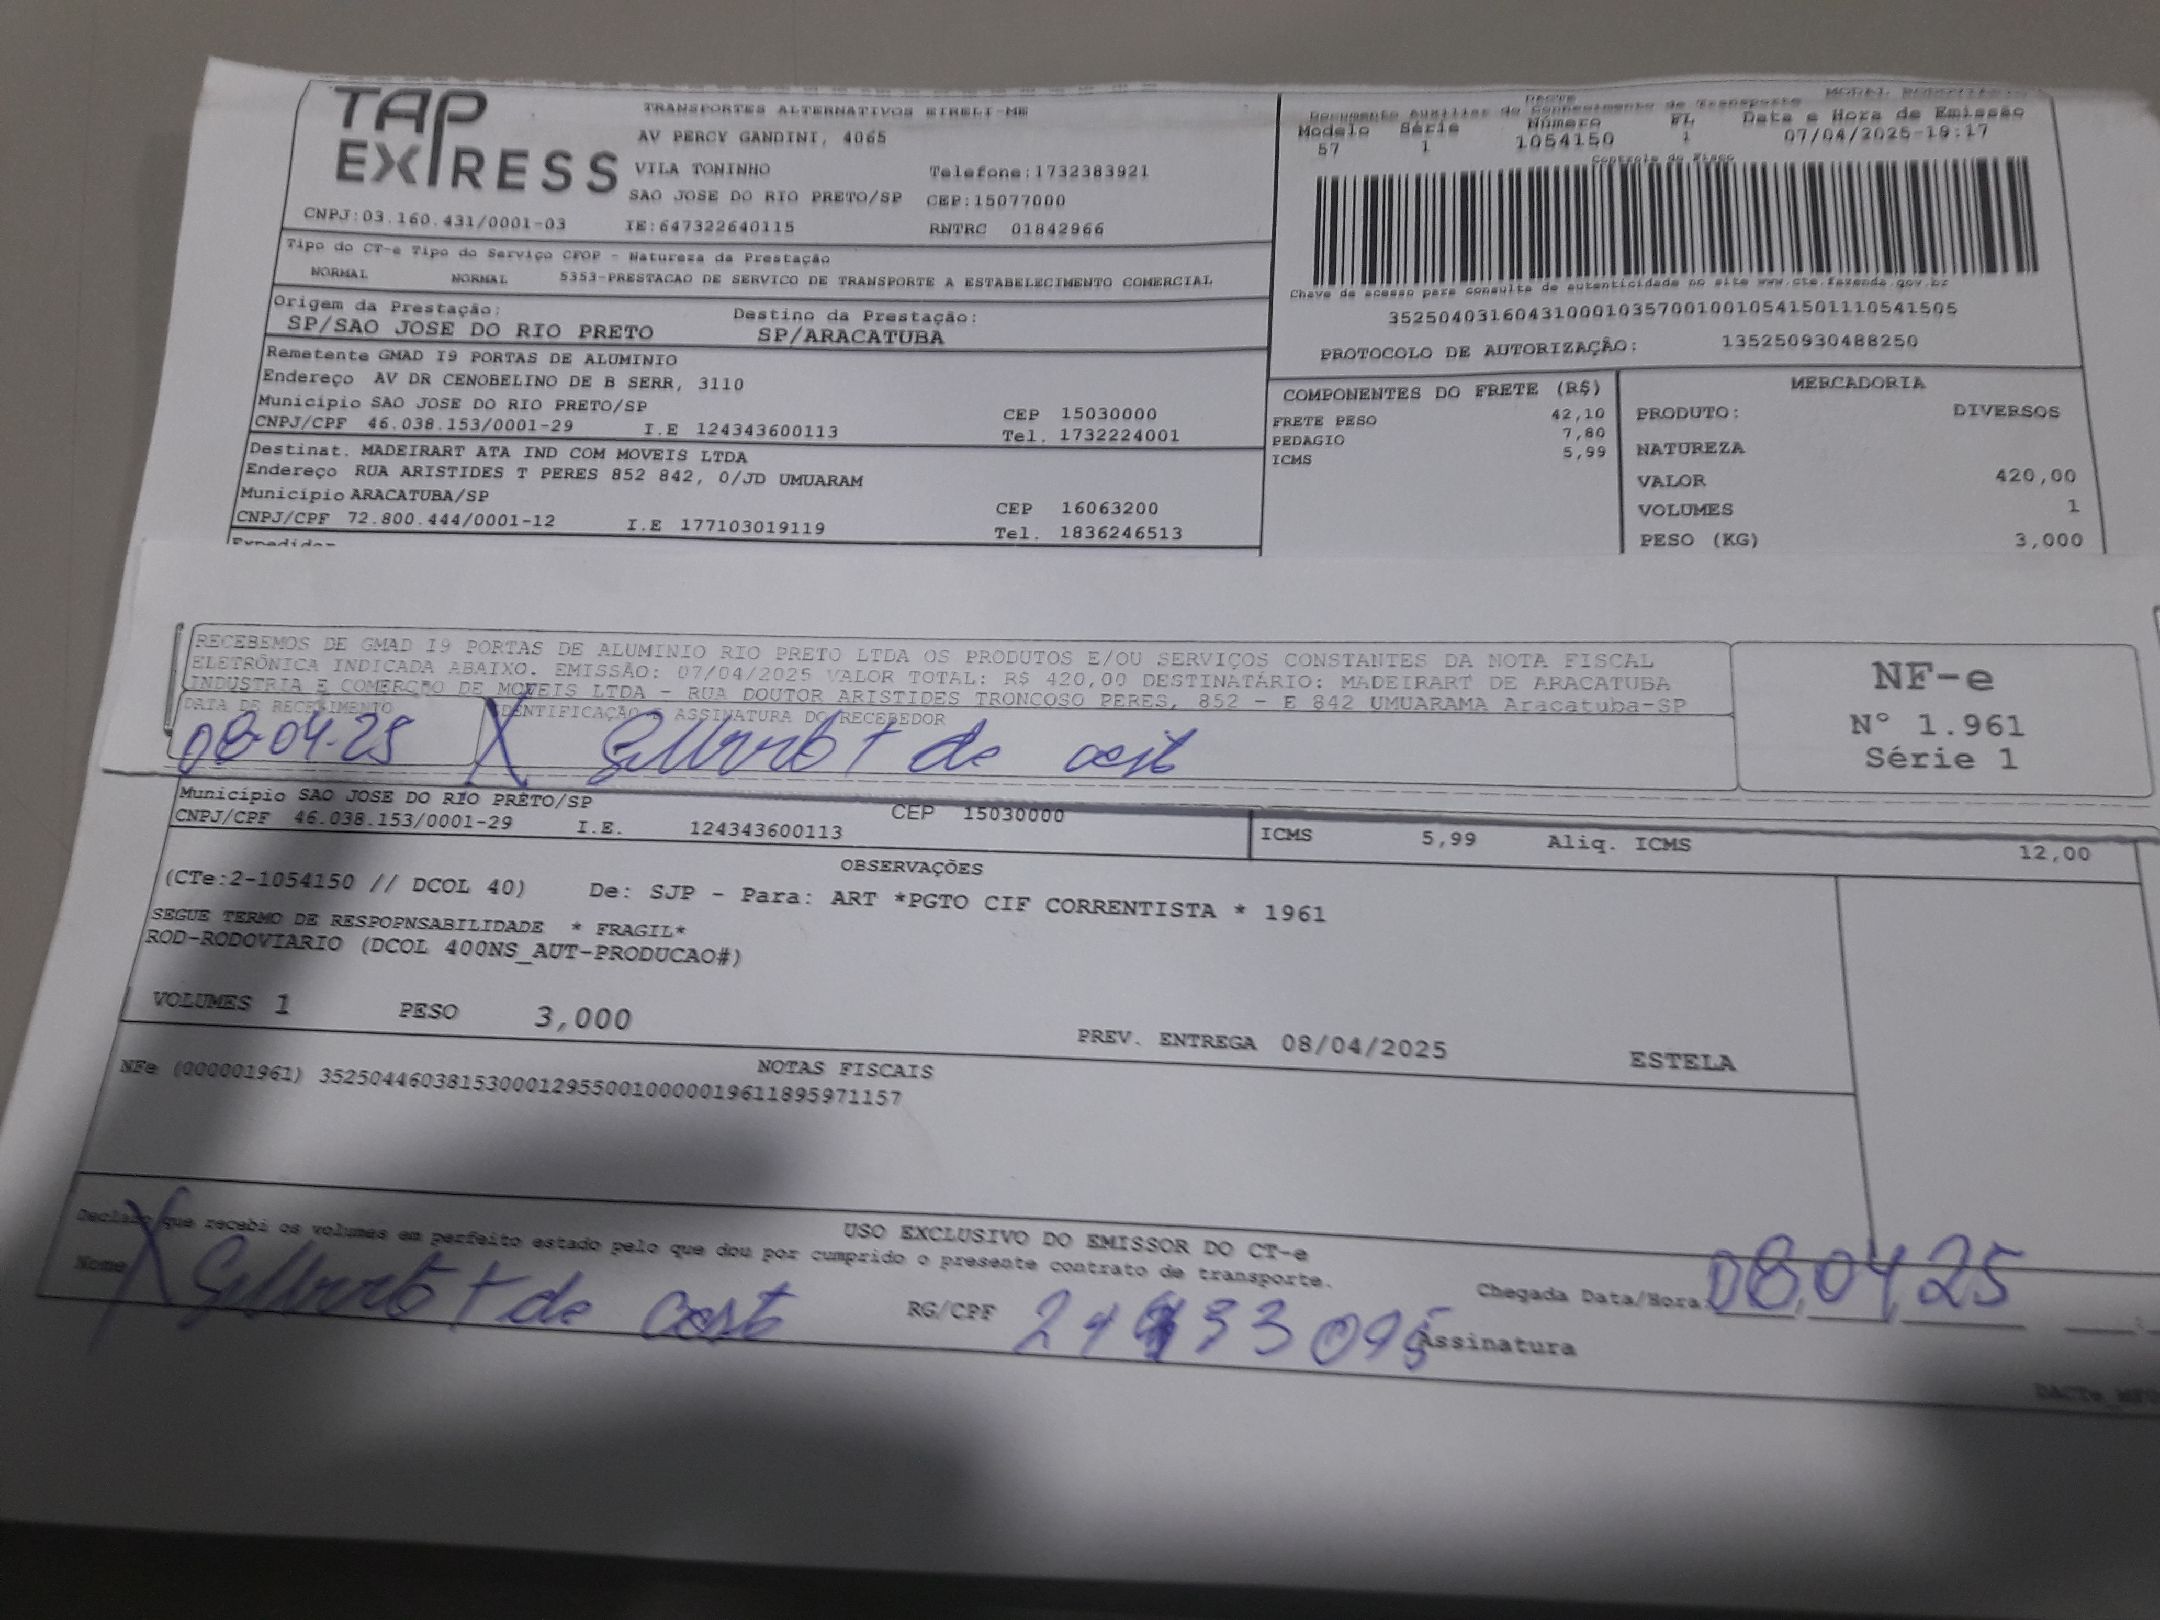 TAP EXPRESS
TRANSPORTES ALTERNATIVOS EIRELI-ME
AV PERCY GANDINI, 4065
VILA TONINHO Telefone:1732383921
SAO JOSE DO RIO PRETO/SP CEP:15077000
CNPJ:03.160.431/0001-03 IE:647322640115 RNTRC 01842966
Tipo do CT-e Tipo do Serviço CFOP - Natureza da Prestação
NORMAL NORMAL 5353-PRESTACAO DE SERVICO DE TRANSPORTE A ESTABELECIMENTO COMERCIAL
Origem da Prestação: Destino da Prestação:
SP/SAO JOSE DO RIO PRETO SP/ARACATUBA
Remetente GMAD I9 PORTAS DE ALUMINIO
Endereço AV DR CENOBELINO DE B SERR, 3110
Município SAO JOSE DO RIO PRETO/SP CEP 15030000
CNPJ/CPF 46.038.153/0001-29 I.E 124343600113 Tel. 1732224001
Destinat. MADEIRART ATA IND COM MOVEIS LTDA
Endereço RUA ARISTIDES T PERES 852 842, 0/JD UMUARAM
Município ARACATUBA/SP CEP 16063200
CNPJ/CPF 72.800.444/0001-12 I.E 177103019119 Tel. 1836246513
Expedidor
DACTE
Documento Auxiliar do Conhecimento de Transporte
Modelo Série Número FL Data e Hora de Emissão
57 1 1054150 1 07/04/2025-19:17
Controle do Fisco
Chave de acesso para consulta de autenticidade no site www.cte.fazenda.gov.br
35250403160431000103570010010541501110541505
PROTOCOLO DE AUTORIZAÇÃO: 135250930488250
COMPONENTES DO FRETE (R$)
FRETE PESO 42,10
PEDAGIO 7,80
ICMS 5,99
MERCADORIA
PRODUTO: DIVERSOS
NATUREZA
VALOR 420,00
VOLUMES 1
PESO (KG) 3,000
RECEBEMOS DE GMAD I9 PORTAS DE ALUMINIO RIO PRETO LTDA OS PRODUTOS E/OU SERVIÇOS CONSTANTES DA NOTA FISCAL
ELETRÔNICA INDICADA ABAIXO. EMISSÃO: 07/04/2025 VALOR TOTAL: R$ 420,00 DESTINATÁRIO: MADEIRART DE ARACATUBA
INDUSTRIA E COMERCIO DE MOVEIS LTDA - RUA DOUTOR ARISTIDES TRONCOSO PERES, 852 - E 842 UMUARAMA Aracatuba-SP
DATA DE RECEBIMENTO IDENTIFICAÇÃO E ASSINATURA DO RECEBEDOR
08-04-25 X
NF-e
N° 1.961
Série 1
Município SAO JOSE DO RIO PRETO/SP CEP 15030000
CNPJ/CPF 46.038.153/0001-29 I.E. 124343600113
ICMS 5,99 Aliq. ICMS 12,00
OBSERVAÇÕES
(CTe:2-1054150 // DCOL 40) De: SJP - Para: ART *PGTO CIF CORRENTISTA * 1961
SEGUE TERMO DE RESPOPNSABILIDADE * FRAGIL*
ROD-RODOVIARIO (DCOL 400NS_AUT-PRODUCAO#)
VOLUMES 1 PESO 3,000 PREV. ENTREGA 08/04/2025 ESTELA
NOTAS FISCAIS
NFe (000001961) 35250446038153000129550010000019611895971157
USO EXCLUSIVO DO EMISSOR DO CT-e
Declaro que recebi os volumes em perfeito estado pelo que dou por cumprido o presente contrato de transporte.
Nome X RG/CPF Chegada Data/Hora 08,04,25
Assinatura